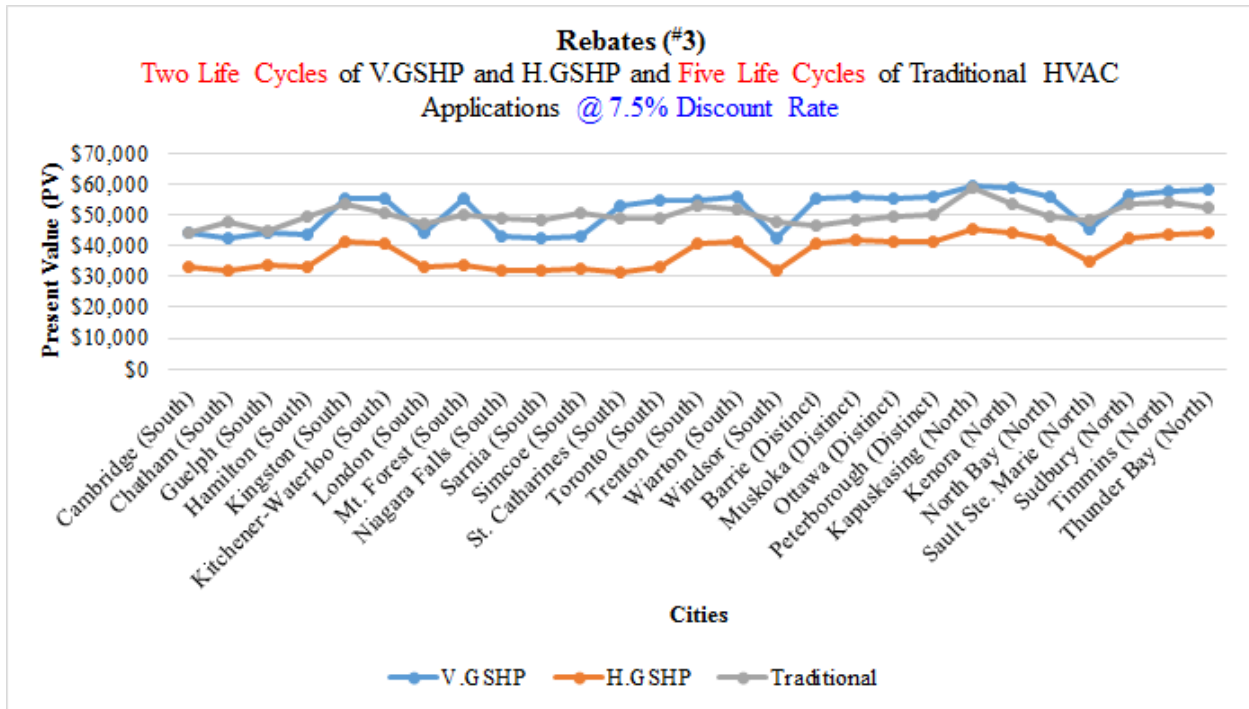 Rebates (#3)
Two Life Cycles of V.GSHP and H.GSHP and Five Life Cycles of Traditional HVAC
Applications @ 7.5% Discount Rate
Present Value (PV)
$70,000
$60,000
$50,000
$40,000
$30,000
$20,000
$10,000
$0
Cambridge (South)
Chatham (South)
Guelph (South)
Hamilton (South)
Kingston (South)
Kitchener-Waterloo (South)
London (South)
Mt. Forest (South)
Niagara Falls (South)
Sarnia (South)
Simcoe (South)
St. Catharines (South)
Toronto (South)
Trenton (South)
Wiarton (South)
Windsor (South)
Barrie (Distinct)
Muskoka (Distinct)
Ottawa (Distinct)
Peterborough (Distinct)
Kapuskasing (North)
Kenora (North)
North Bay (North)
Sault Ste. Marie (North)
Sudbury (North)
Timmins (North)
Thunder Bay (North)
Cities
V.GSHP
H.GSHP
Traditional